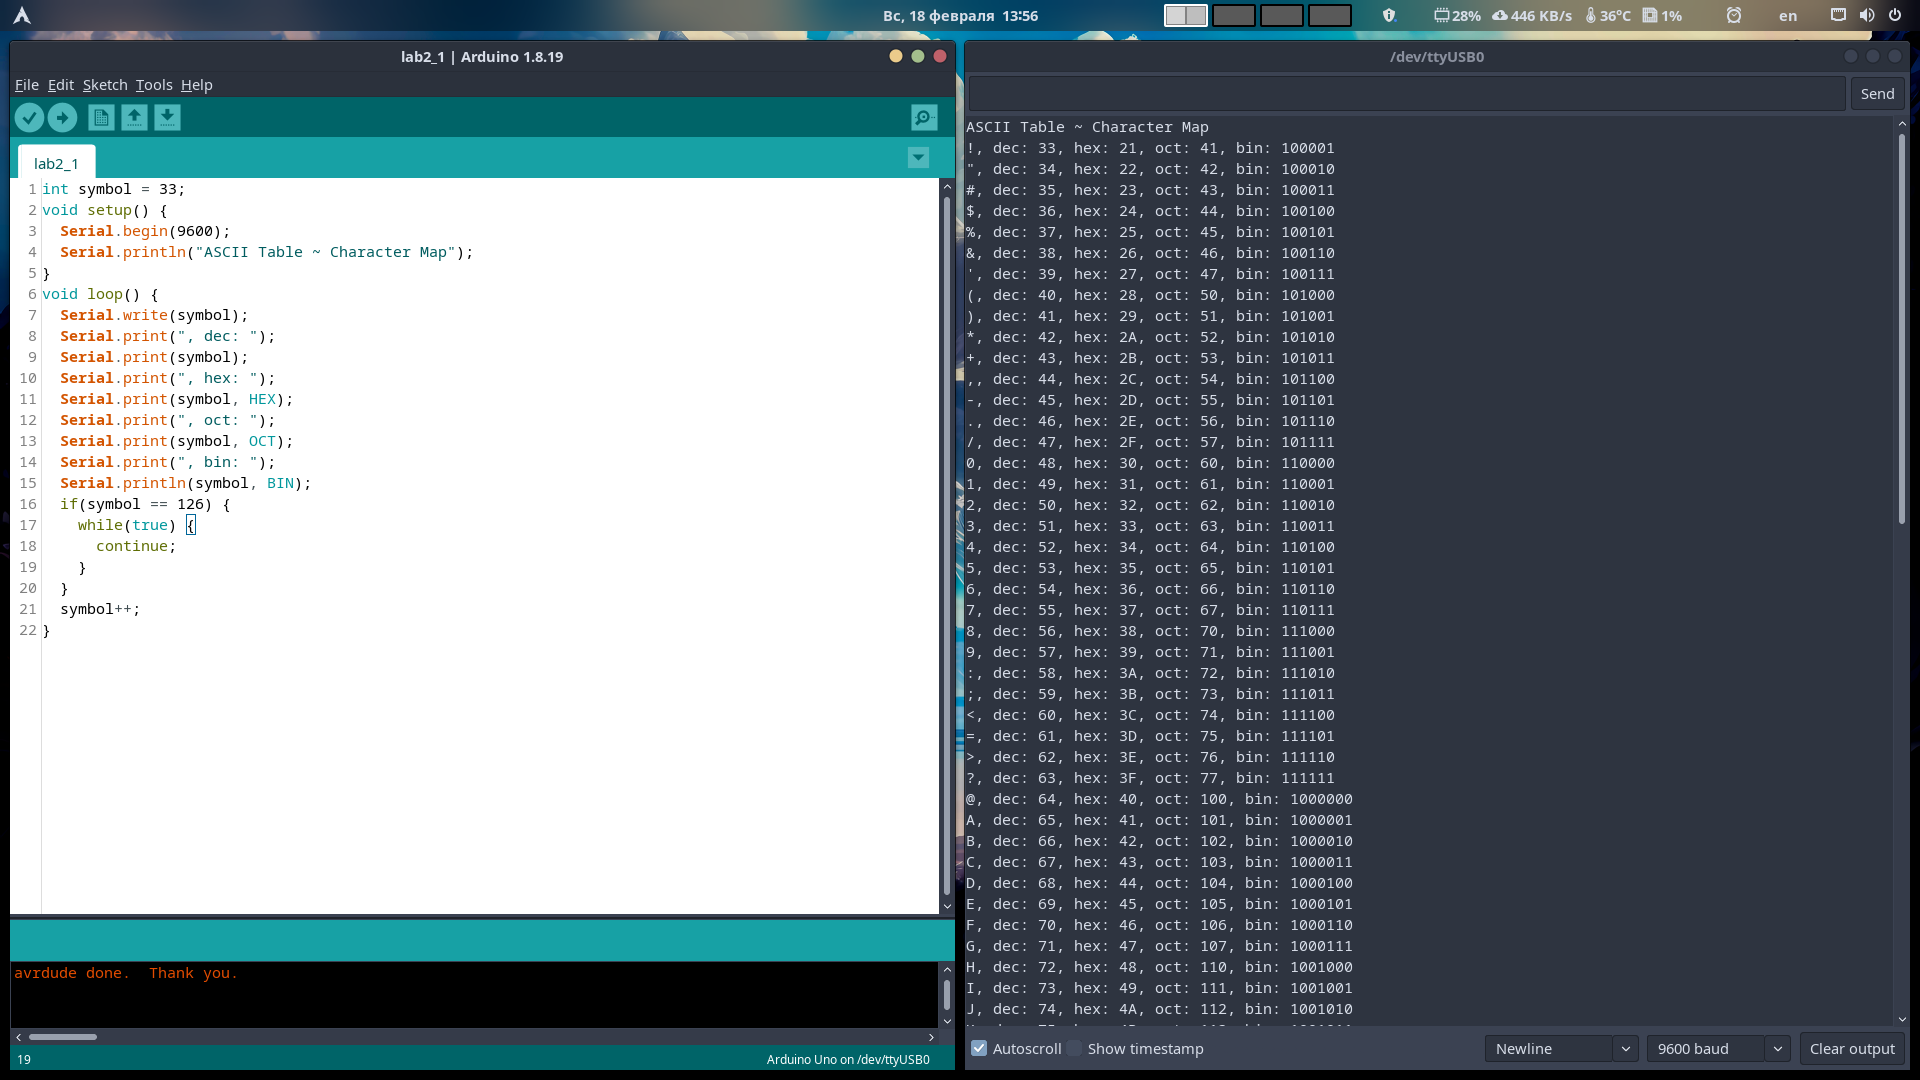 Вс, 18 февраля 13:56
28% 446 KB/s 36°C 1% en
lab2_1 | Arduino 1.8.19
File Edit Sketch Tools Help
lab2_1
1 int symbol = 33;
2 void setup() {
3 Serial.begin(9600);
4 Serial.println("ASCII Table ~ Character Map");
5 }
6 void loop() {
7 Serial.write(symbol);
8 Serial.print(", dec: ");
9 Serial.print(symbol);
10 Serial.print(", hex: ");
11 Serial.print(symbol, HEX);
12 Serial.print(", oct: ");
13 Serial.print(symbol, OCT);
14 Serial.print(", bin: ");
15 Serial.println(symbol, BIN);
16 if(symbol == 126) {
17 while(true) {
18 continue;
19 }
20 }
21 symbol++;
22 }
avrdude done. Thank you.
19
Arduino Uno on /dev/ttyUSB0
/dev/ttyUSB0
Send
ASCII Table ~ Character Map
!, dec: 33, hex: 21, oct: 41, bin: 100001
", dec: 34, hex: 22, oct: 42, bin: 100010
#, dec: 35, hex: 23, oct: 43, bin: 100011
$, dec: 36, hex: 24, oct: 44, bin: 100100
%, dec: 37, hex: 25, oct: 45, bin: 100101
&, dec: 38, hex: 26, oct: 46, bin: 100110
', dec: 39, hex: 27, oct: 47, bin: 100111
(, dec: 40, hex: 28, oct: 50, bin: 101000
), dec: 41, hex: 29, oct: 51, bin: 101001
*, dec: 42, hex: 2A, oct: 52, bin: 101010
+, dec: 43, hex: 2B, oct: 53, bin: 101011
,, dec: 44, hex: 2C, oct: 54, bin: 101100
-, dec: 45, hex: 2D, oct: 55, bin: 101101
., dec: 46, hex: 2E, oct: 56, bin: 101110
/, dec: 47, hex: 2F, oct: 57, bin: 101111
0, dec: 48, hex: 30, oct: 60, bin: 110000
1, dec: 49, hex: 31, oct: 61, bin: 110001
2, dec: 50, hex: 32, oct: 62, bin: 110010
3, dec: 51, hex: 33, oct: 63, bin: 110011
4, dec: 52, hex: 34, oct: 64, bin: 110100
5, dec: 53, hex: 35, oct: 65, bin: 110101
6, dec: 54, hex: 36, oct: 66, bin: 110110
7, dec: 55, hex: 37, oct: 67, bin: 110111
8, dec: 56, hex: 38, oct: 70, bin: 111000
9, dec: 57, hex: 39, oct: 71, bin: 111001
:, dec: 58, hex: 3A, oct: 72, bin: 111010
;, dec: 59, hex: 3B, oct: 73, bin: 111011
<, dec: 60, hex: 3C, oct: 74, bin: 111100
=, dec: 61, hex: 3D, oct: 75, bin: 111101
>, dec: 62, hex: 3E, oct: 76, bin: 111110
?, dec: 63, hex: 3F, oct: 77, bin: 111111
@, dec: 64, hex: 40, oct: 100, bin: 1000000
A, dec: 65, hex: 41, oct: 101, bin: 1000001
B, dec: 66, hex: 42, oct: 102, bin: 1000010
C, dec: 67, hex: 43, oct: 103, bin: 1000011
D, dec: 68, hex: 44, oct: 104, bin: 1000100
E, dec: 69, hex: 45, oct: 105, bin: 1000101
F, dec: 70, hex: 46, oct: 106, bin: 1000110
G, dec: 71, hex: 47, oct: 107, bin: 1000111
H, dec: 72, hex: 48, oct: 110, bin: 1001000
I, dec: 73, hex: 49, oct: 111, bin: 1001001
J, dec: 74, hex: 4A, oct: 112, bin: 1001010
Autoscroll Show timestamp Newline 9600 baud Clear output